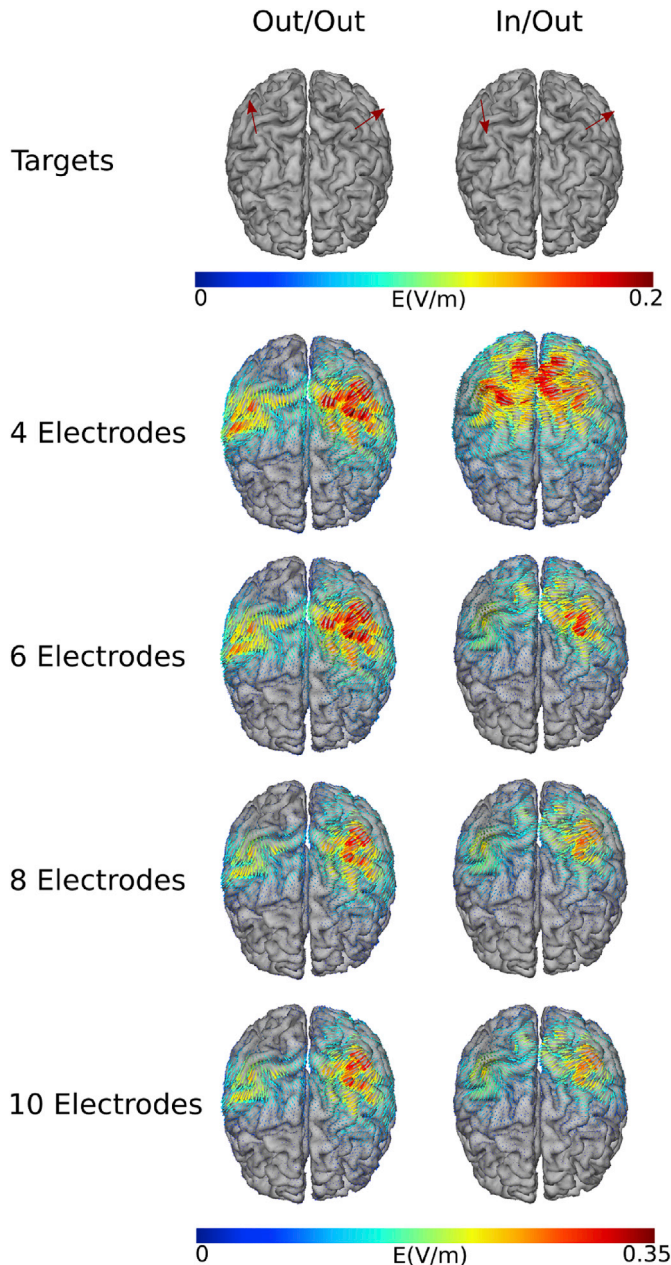 Out/Out In/Out
Targets
0 E(V/m) 0.2
4 Electrodes
6 Electrodes
8 Electrodes
10 Electrodes
0 E(V/m) 0.35